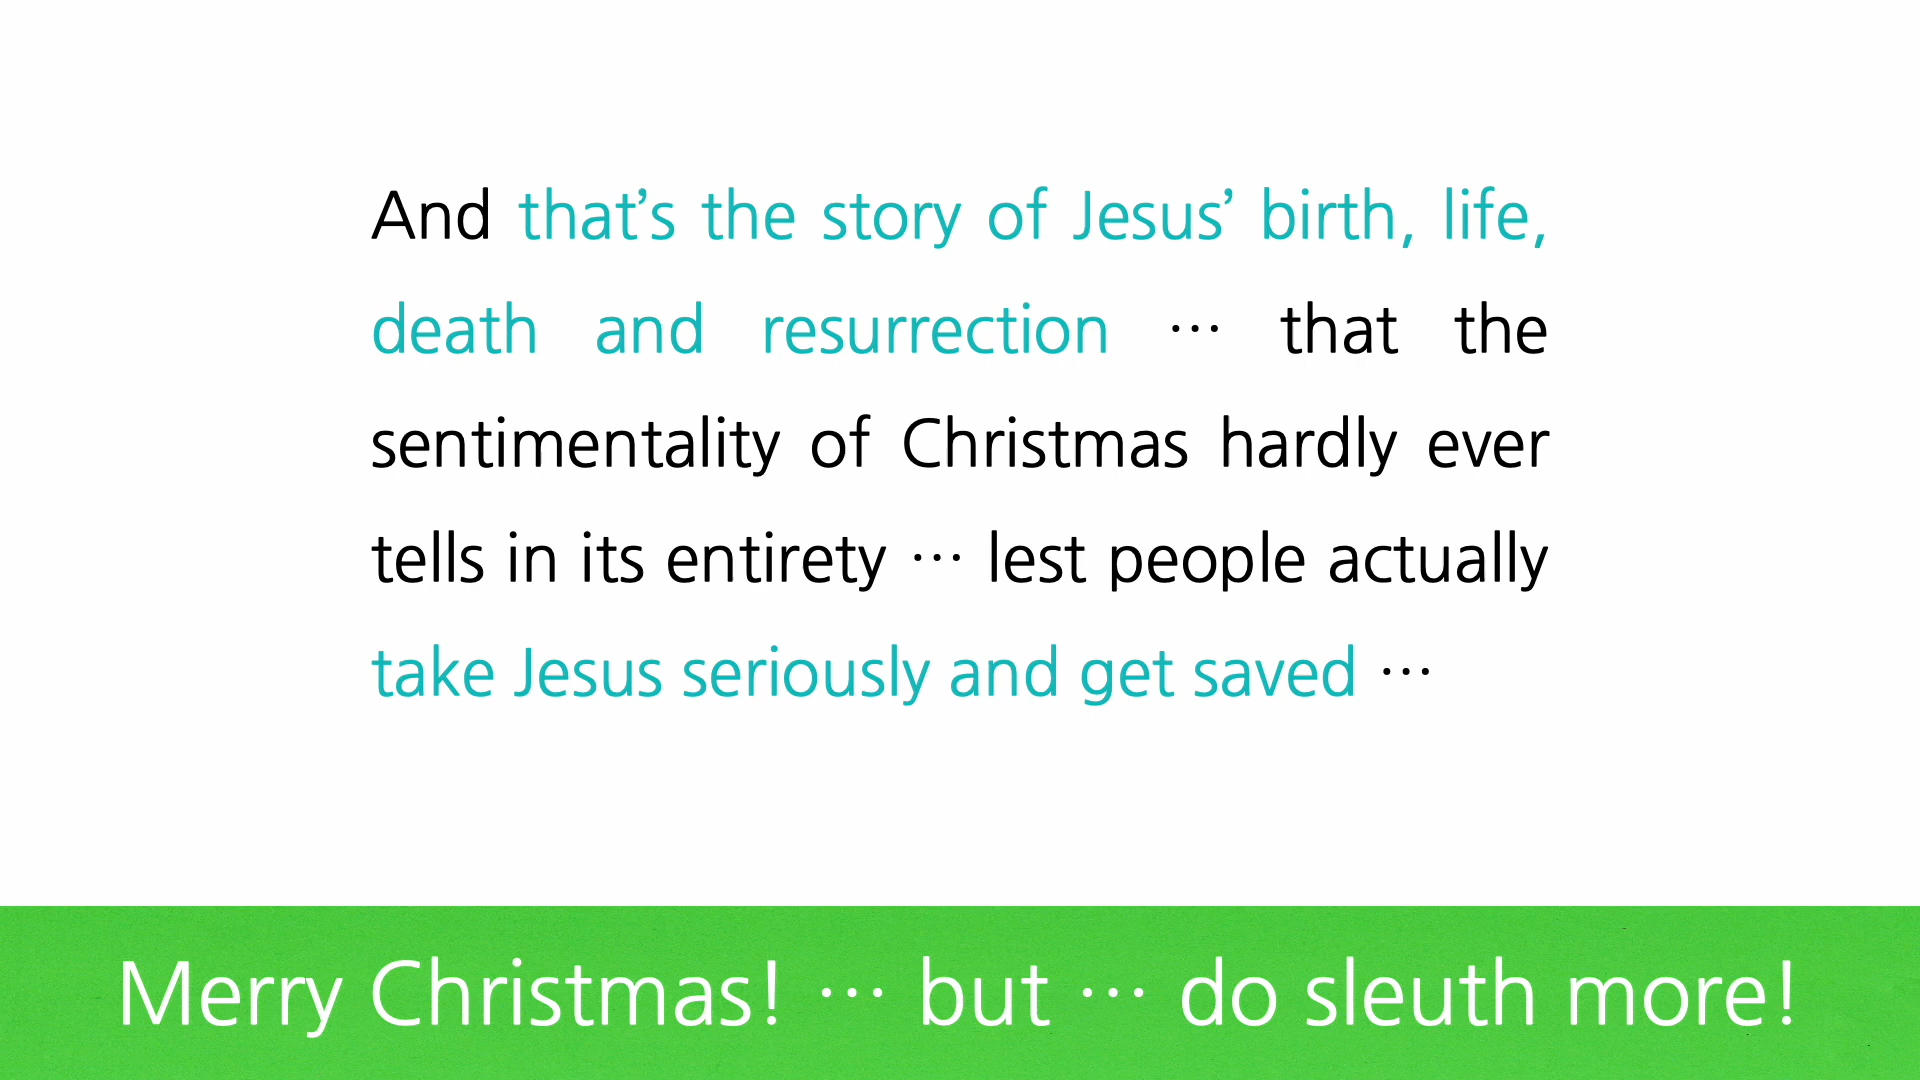 And that’s the story of Jesus’ birth, life,
death and resurrection ⋯ that the
sentimentality of Christmas hardly ever
tells in its entirety ⋯ lest people actually
take Jesus seriously and get saved ⋯
Merry Christmas! ⋯ but ⋯ do sleuth more!